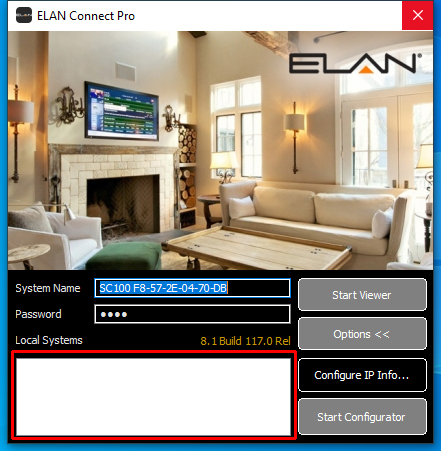 ELAN Connect Pro
ELAN®
System Name
SC100 F8-57-2E-04-70-DB
Start Viewer
Password
Options <<
Local Systems
8.1 Build 117.0 Rel
Configure IP Info...
Start Configurator